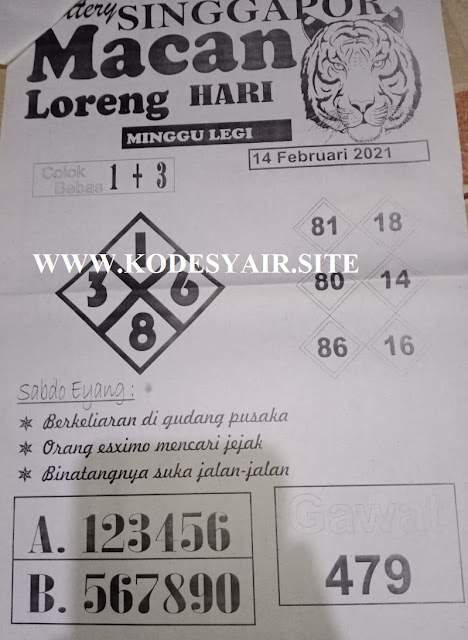 ttery SINGGAPOR
Macan
Loreng HARI
MINGGU LEGI
14 Februari 2021
Colok
Bebas 1 + 3
81 18
1
WWW.KODESYAIR.SITE
3 6
80 14
8
86 16
Sabdo Eyang :
✴ Berkeliaran di gudang pusaka
✴ Orang esximo mencari jejak
✴ Binatangnya suka jalan-jalan
A. 123456
B. 567890
Gawat
479